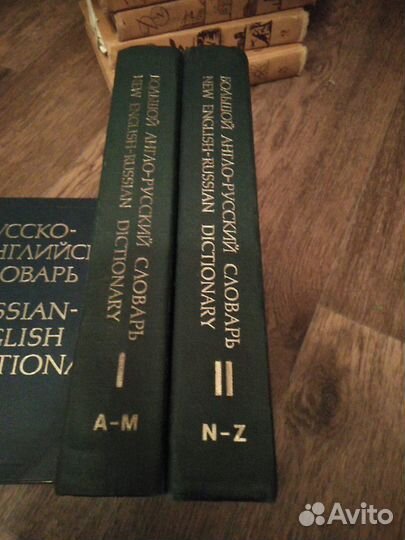 БОЛЬШОЙ АНГЛО-РУССКИЙ СЛОВАРЬ
NEW ENGLISH-RUSSIAN DICTIONARY
I
A-M
БОЛЬШОЙ АНГЛО-РУССКИЙ СЛОВАРЬ
NEW ENGLISH-RUSSIAN DICTIONARY
II
N-Z
УССКО-
НГЛИЙСК
ЛОВАРЬ
SSIAN-
GLISH
CTIONA
Avito